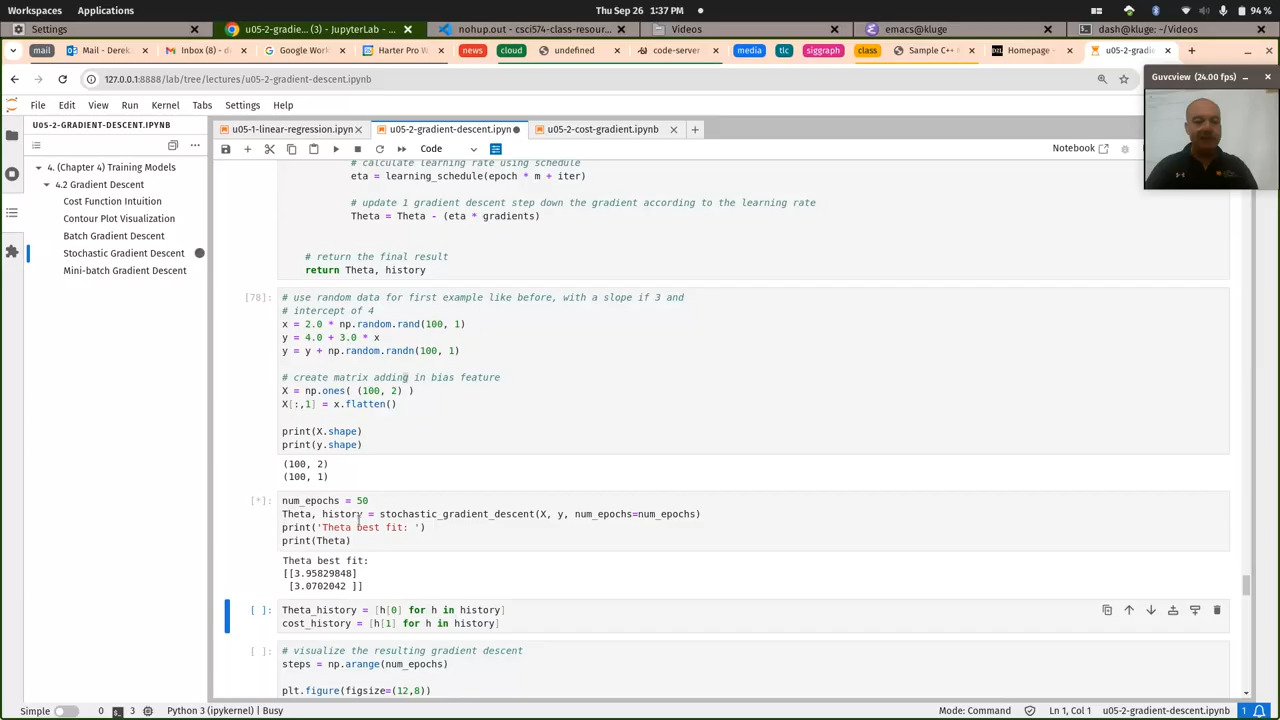 Workspaces Applications Thu Sep 26 1:37 PM 94 %
Settings u05-2-gradie... (3) - JupyterLab - ... nohup.out - csci574-class-resour... Videos emacs@kluge dash@kluge: ~/Videos
mail Mail - Derek Inbox (8) - d Google Work Harter Pro W news cloud undefined code-server media tlc siggraph class Sample C++ Homepage - u05-2-gradi
127.0.0.1:8888/lab/tree/lectures/u05-2-gradient-descent.ipynb
Guvcview (24.00 fps)
File Edit View Run Kernel Tabs Settings Help
U05-2-GRADIENT-DESCENT.IPYNB
u05-1-linear-regression.ipyn u05-2-gradient-descent.ipyn u05-2-cost-gradient.ipynb
Code Notebook
4. (Chapter 4) Training Models
4.2 Gradient Descent
Cost Function Intuition
Contour Plot Visualization
Batch Gradient Descent
Stochastic Gradient Descent
Mini-batch Gradient Descent
# calculate learning rate using schedule
eta = learning_schedule(epoch * m + iter)
# update 1 gradient descent step down the gradient according to the learning rate
Theta = Theta - (eta * gradients)
# return the final result
return Theta, history
[78]:
# use random data for first example like before, with a slope if 3 and
# intercept of 4
x = 2.0 * np.random.rand(100, 1)
y = 4.0 + 3.0 * x
y = y + np.random.randn(100, 1)
# create matrix adding in bias feature
X = np.ones( (100, 2) )
X[:,1] = x.flatten()
print(X.shape)
print(y.shape)
(100, 2)
(100, 1)
[*]:
num_epochs = 50
Theta, history = stochastic_gradient_descent(X, y, num_epochs=num_epochs)
print('Theta best fit: ')
print(Theta)
Theta best fit:
[[3.95829848]
[3.0702042 ]]
[ ]:
Theta_history = [h[0] for h in history]
cost_history = [h[1] for h in history]
[ ]:
# visualize the resulting gradient descent
steps = np.arange(num_epochs)
plt.figure(figsize=(12,8))
Simple 0 3 Python 3 (ipykernel) | Busy Mode: Command Ln 1, Col 1 u05-2-gradient-descent.ipynb 1